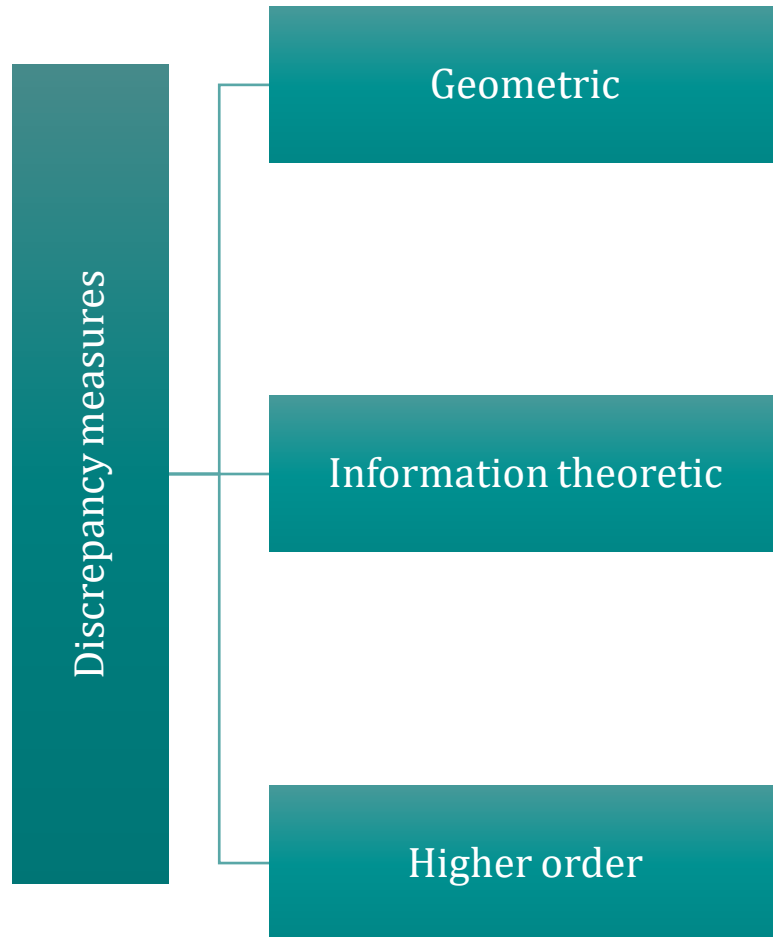 Discrepancy measures
Geometric
Information theoretic
Higher order